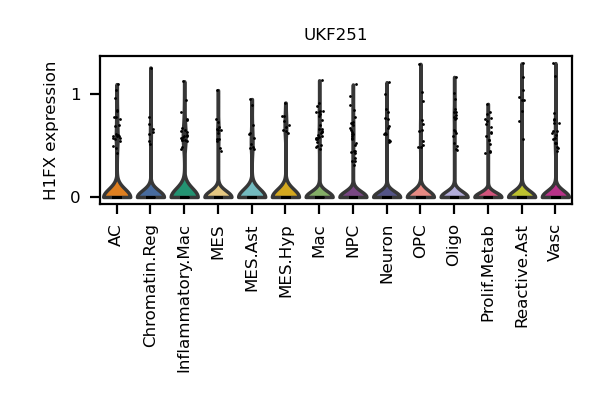 UKF251
H1FX expression
1
0
AC
Chromatin.Reg
Inflammatory.Mac
MES
MES.Ast
MES.Hyp
Mac
NPC
Neuron
OPC
Oligo
Prolif.Metab
Reactive.Ast
Vasc